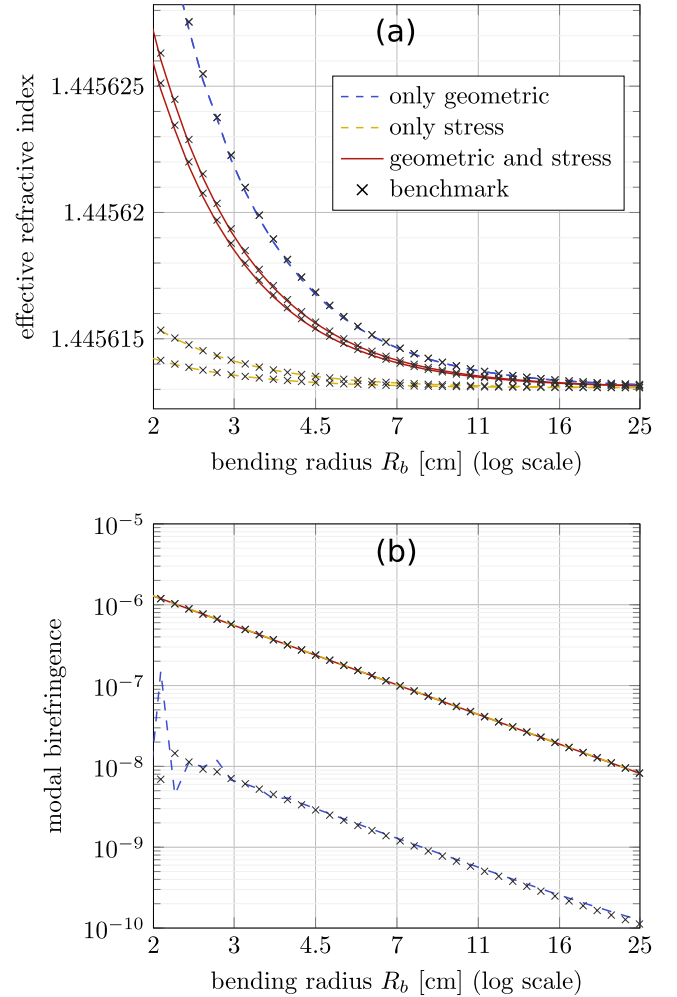 (a)
1.445625
1.44562
1.445615
effective refractive index
only geometric
only stress
geometric and stress
benchmark
2 3 4.5 7 11 16 25
bending radius R_b [cm] (log scale)
(b)
10^{-5}
10^{-6}
10^{-7}
10^{-8}
10^{-9}
10^{-10}
modal birefringence
2 3 4.5 7 11 16 25
bending radius R_b [cm] (log scale)